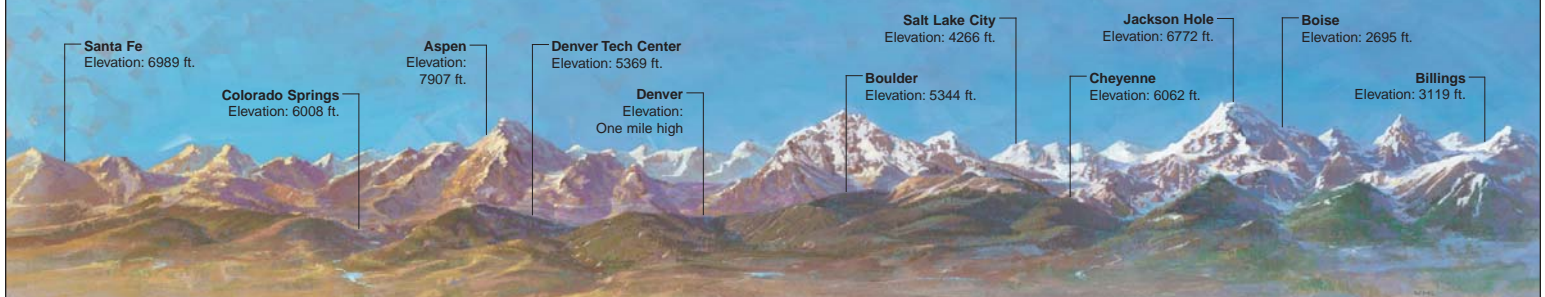 Santa Fe
Elevation: 6989 ft.
Colorado Springs
Elevation: 6008 ft.
Aspen
Elevation:
7907 ft.
Denver Tech Center
Elevation: 5369 ft.
Denver
Elevation:
One mile high
Boulder
Elevation: 5344 ft.
Salt Lake City
Elevation: 4266 ft.
Cheyenne
Elevation: 6062 ft.
Jackson Hole
Elevation: 6772 ft.
Boise
Elevation: 2695 ft.
Billings
Elevation: 3119 ft.